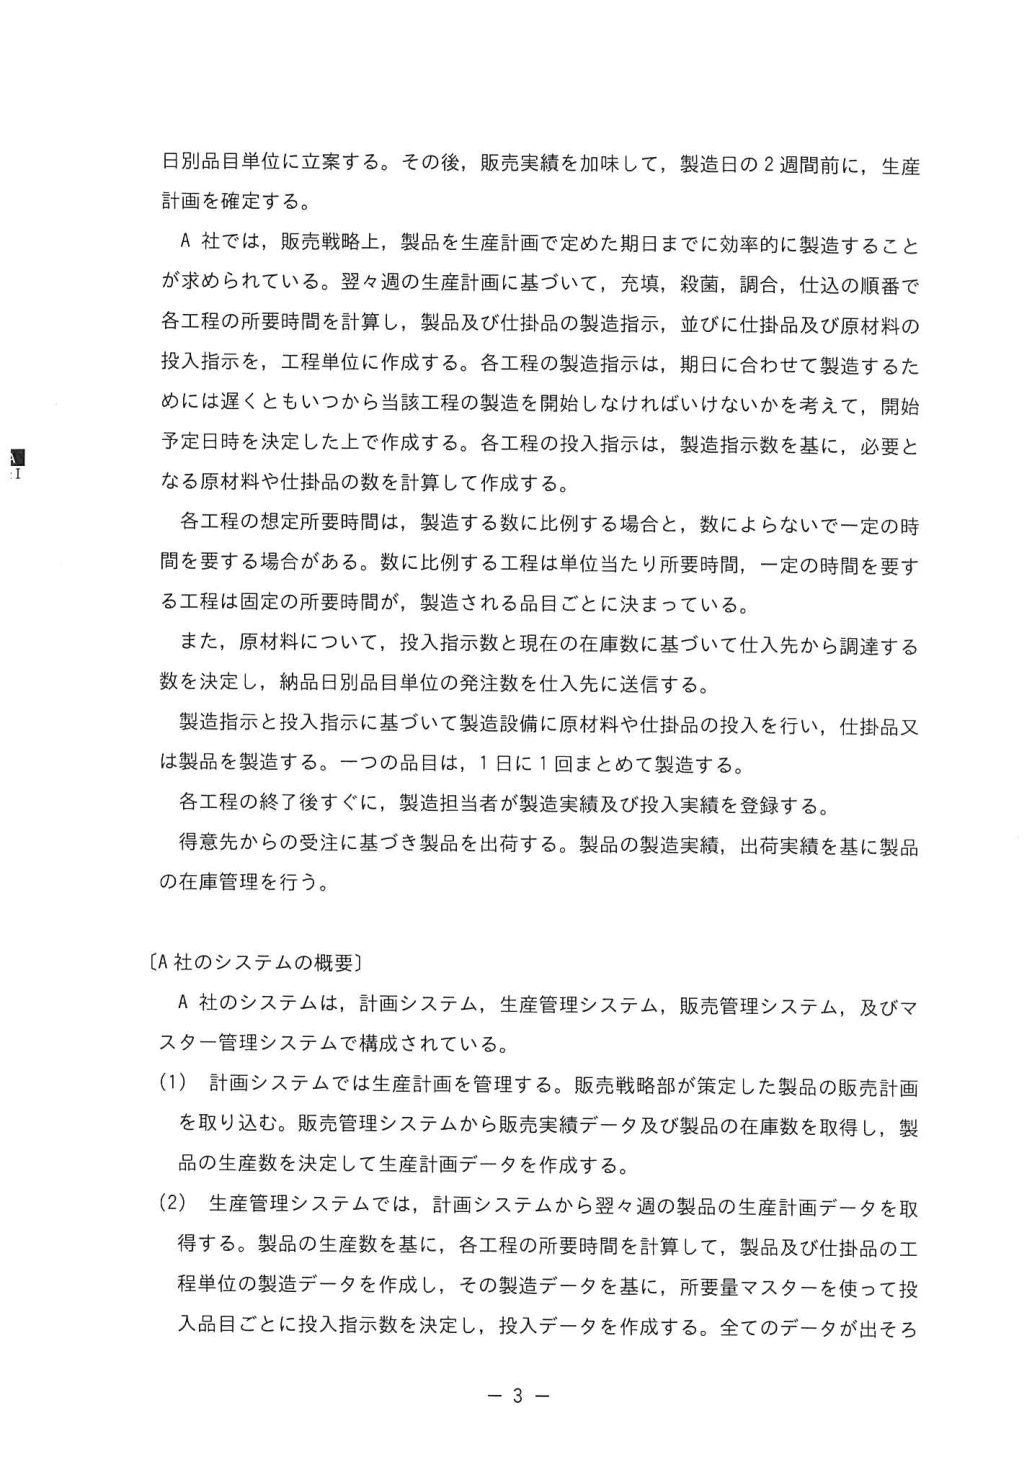 日別品目単位に立案する。その後，販売実績を加味して，製造日の2週間前に，生産
計画を確定する。
A 社では，販売戦略上，製品を生産計画で定めた期日までに効率的に製造すること
が求められている。翌々週の生産計画に基づいて，充填，殺菌，調合，仕込の順番で
各工程の所要時間を計算し，製品及び仕掛品の製造指示，並びに仕掛品及び原材料の
投入指示を，工程単位に作成する。各工程の製造指示は，期日に合わせて製造するた
めには遅くともいつから当該工程の製造を開始しなければいけないかを考えて，開始
予定日時を決定した上で作成する。各工程の投入指示は，製造指示数を基に，必要と
なる原材料や仕掛品の数を計算して作成する。
各工程の想定所要時間は，製造する数に比例する場合と，数によらないで一定の時
間を要する場合がある。数に比例する工程は単位当たり所要時間，一定の時間を要す
る工程は固定の所要時間が，製造される品目ごとに決まっている。
また，原材料について，投入指示数と現在の在庫数に基づいて仕入先から調達する
数を決定し，納品日別品目単位の発注数を仕入先に送信する。
製造指示と投入指示に基づいて製造設備に原材料や仕掛品の投入を行い，仕掛品又
は製品を製造する。一つの品目は，1日に1回まとめて製造する。
各工程の終了後すぐに，製造担当者が製造実績及び投入実績を登録する。
得意先からの受注に基づき製品を出荷する。製品の製造実績，出荷実績を基に製品
の在庫管理を行う。
〔A 社のシステムの概要〕
A 社のシステムは，計画システム，生産管理システム，販売管理システム，及びマ
スター管理システムで構成されている。
(1) 計画システムでは生産計画を管理する。販売戦略部が策定した製品の販売計画
を取り込む。販売管理システムから販売実績データ及び製品の在庫数を取得し，製
品の生産数を決定して生産計画データを作成する。
(2) 生産管理システムでは，計画システムから翌々週の製品の生産計画データを取
得する。製品の生産数を基に，各工程の所要時間を計算して，製品及び仕掛品の工
程単位の製造データを作成し，その製造データを基に，所要量マスターを使って投
入品目ごとに投入指示数を決定し，投入データを作成する。全てのデータが出そろ
－ 3 －